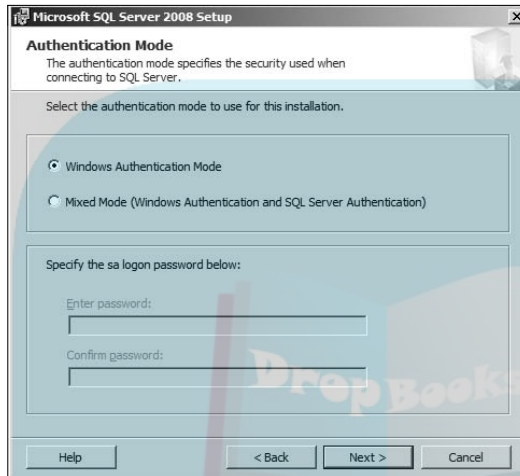 Microsoft SQL Server 2008 Setup
Authentication Mode
The authentication mode specifies the security used when
connecting to SQL Server.
Select the authentication mode to use for this installation.
Windows Authentication Mode
Mixed Mode (Windows Authentication and SQL Server Authentication)
Specify the sa logon password below:
Enter password:
Confirm password:
DropBooks
Help
< Back
Next >
Cancel